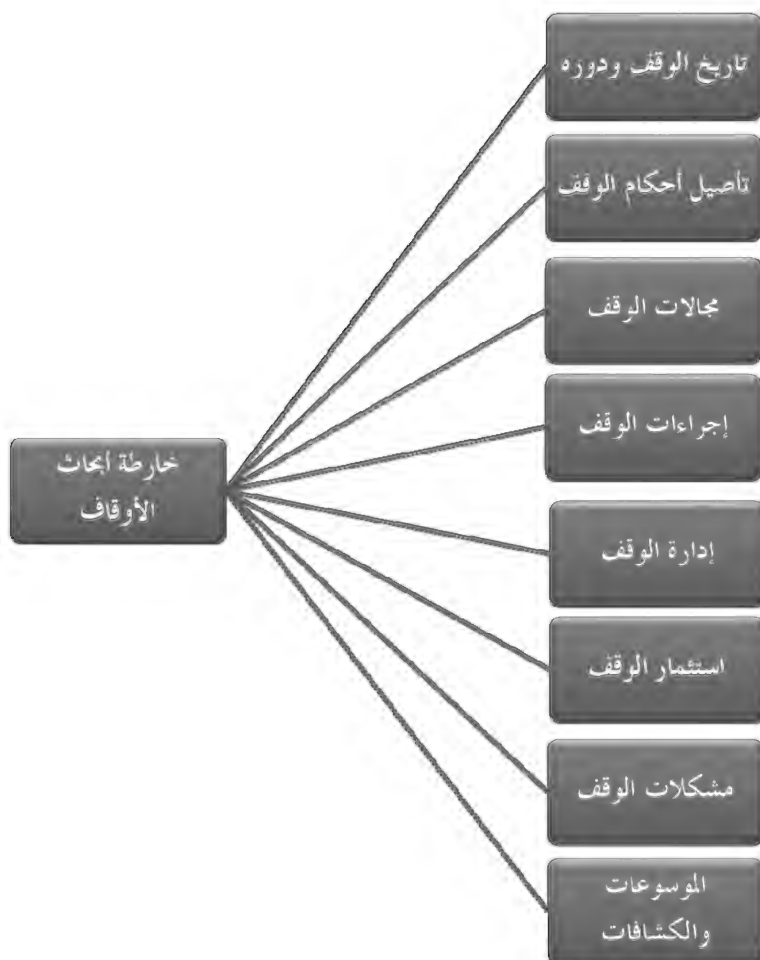 خارطة أبحاث
الأوقاف
تاريخ الوقف ودوره
تأصيل أحكام الوقف
مجالات الوقف
إجراءات الوقف
إدارة الوقف
استثمار الوقف
مشكلات الوقف
الموسوعات
والكشافات